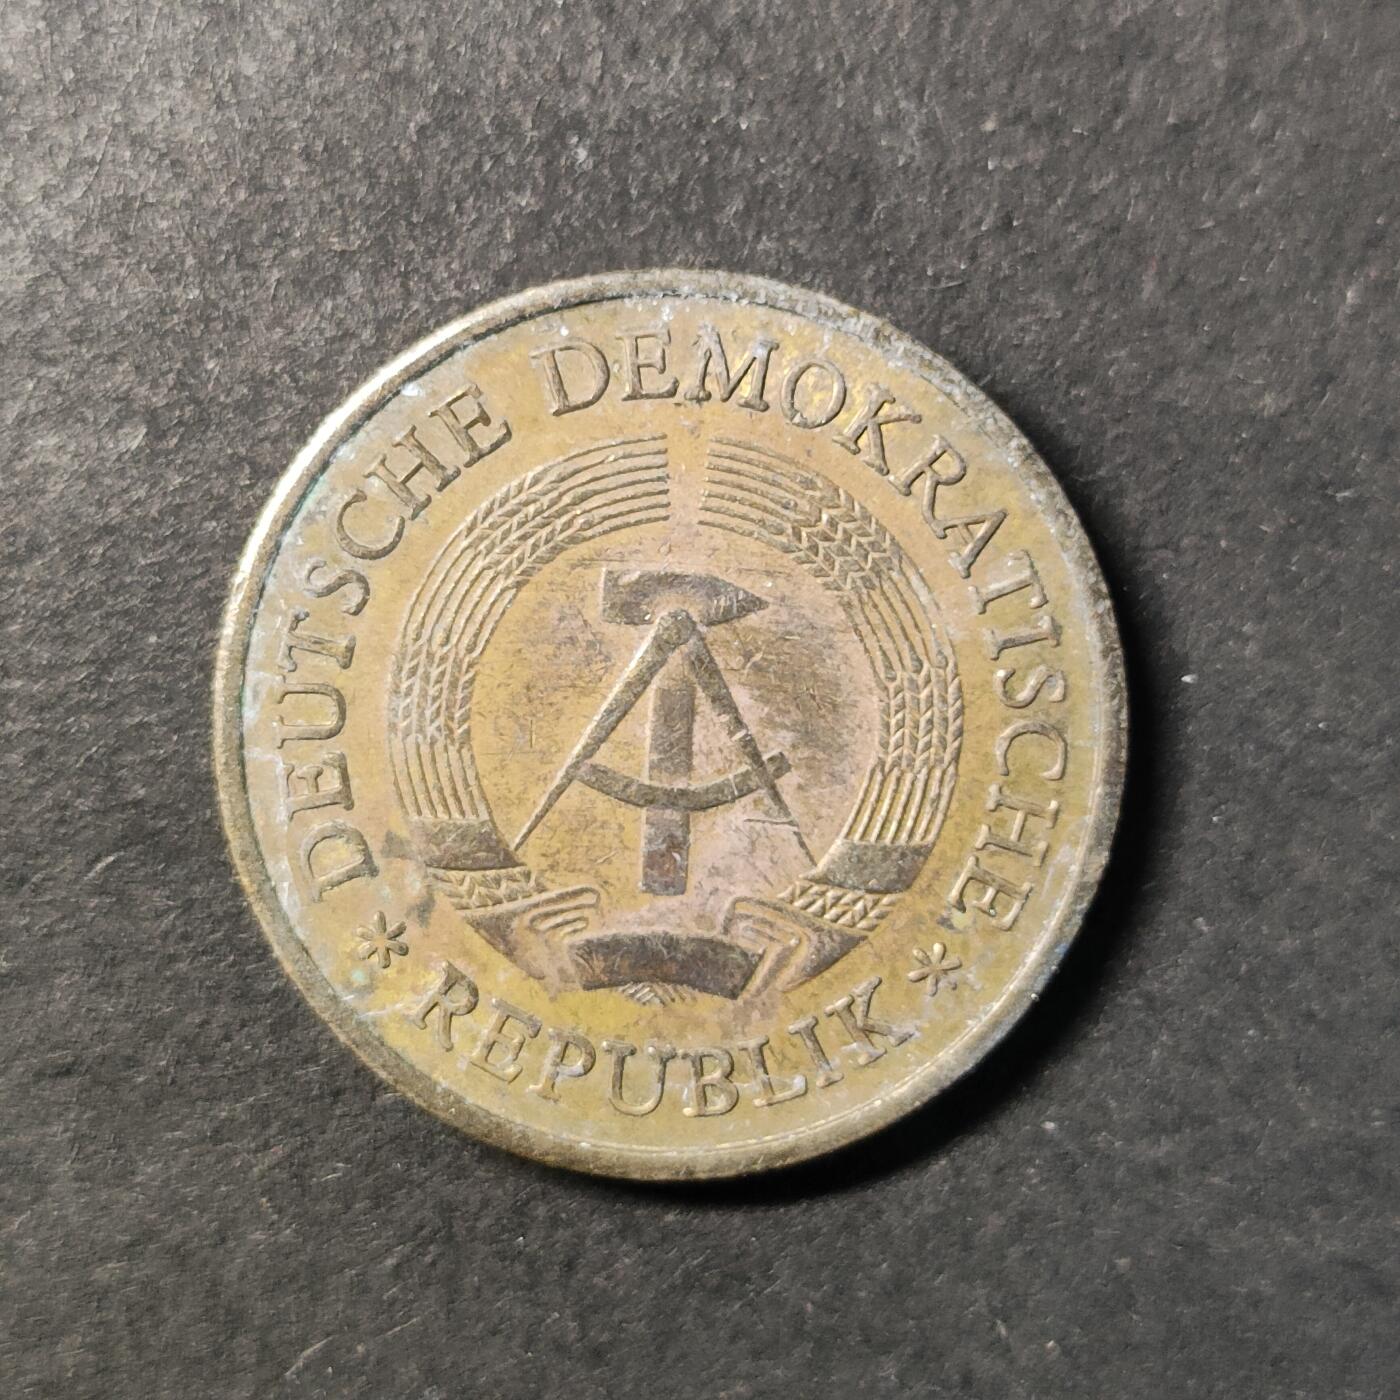 DEUTSCHE DEMOKRATISCHE
* REPUBLIK *